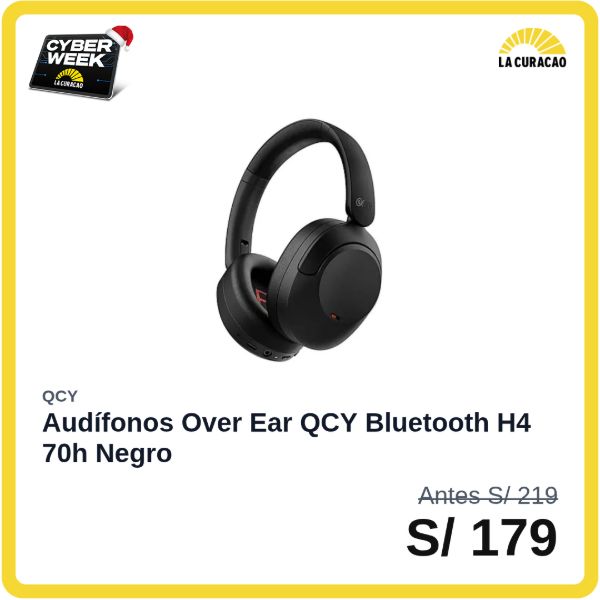 CYBER
WEEK
LA CURACAO
LA CURACAO
QCY
Audífonos Over Ear QCY Bluetooth H4
70h Negro
Antes S/ 219
S/ 179